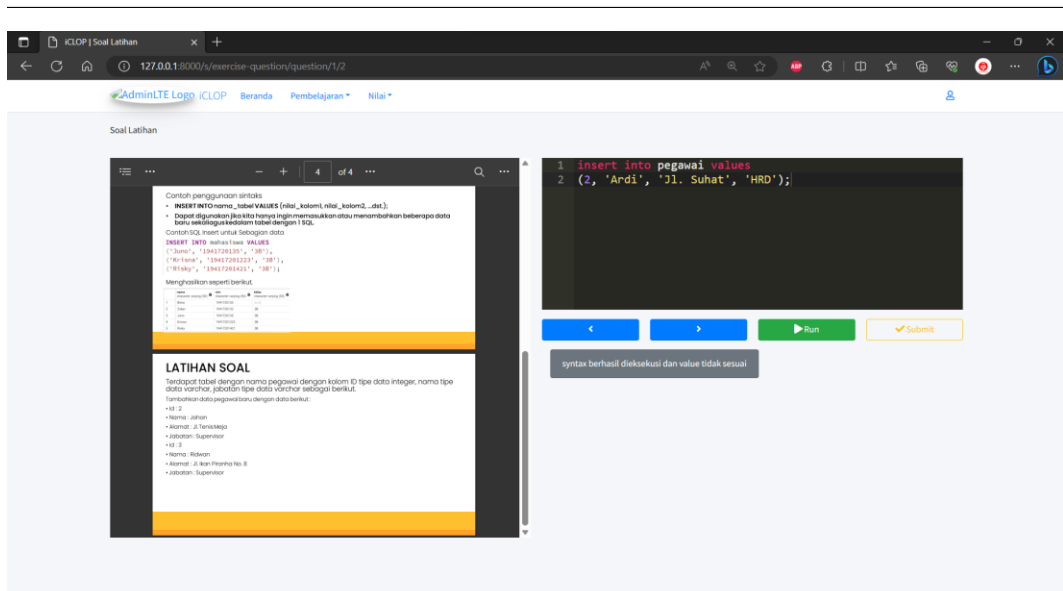 iCLOP | Soal Latihan
127.0.0.1:8000/s/exercise-question/question/1/2
ABP
AdminLTE Logo iCLOP Beranda Pembelajaran Nilai
Soal Latihan
4 of 4
Contoh penggunaan sintaks
• INSERT INTO nama_tabel VALUES (nilai_kolom1, nilai_kolom2, ...dst.);
• Dapat digunakan jika kita hanya ingin memasukkan atau menambahkan beberapa data
baru sekaligus kedalam tabel dengan 1 SQL.
Contoh SQL Insert untuk Sebagian data
INSERT INTO mahasiswa VALUES
('Juno', '1941720135', '3B'),
('Krisna', '19417201223', '3B'),
('Risky', '19417201421', '3B');
Menghasilkan seperti berikut.
LATIHAN SOAL
Terdapat tabel dengan nama pegawai dengan kolom ID tipe data integer, nama tipe
data varchar, jabatan tipe data varchar sebagai berikut.
Tambahkan data pegawai baru dengan data berikut :
• Id : 2
• Nama : Johan
• Alamat : Jl.Tenis Meja
• Jabatan : Supervisor
• Id : 3
• Nama : Ridwan
• Alamat : Jl. Ikan Piranha No. 8
• Jabatan : Supervisor
1 insert into pegawai values
2 (2, 'Ardi', 'Jl. Suhat', 'HRD');
Run
Submit
syntax berhasil dieksekusi dan value tidak sesuai